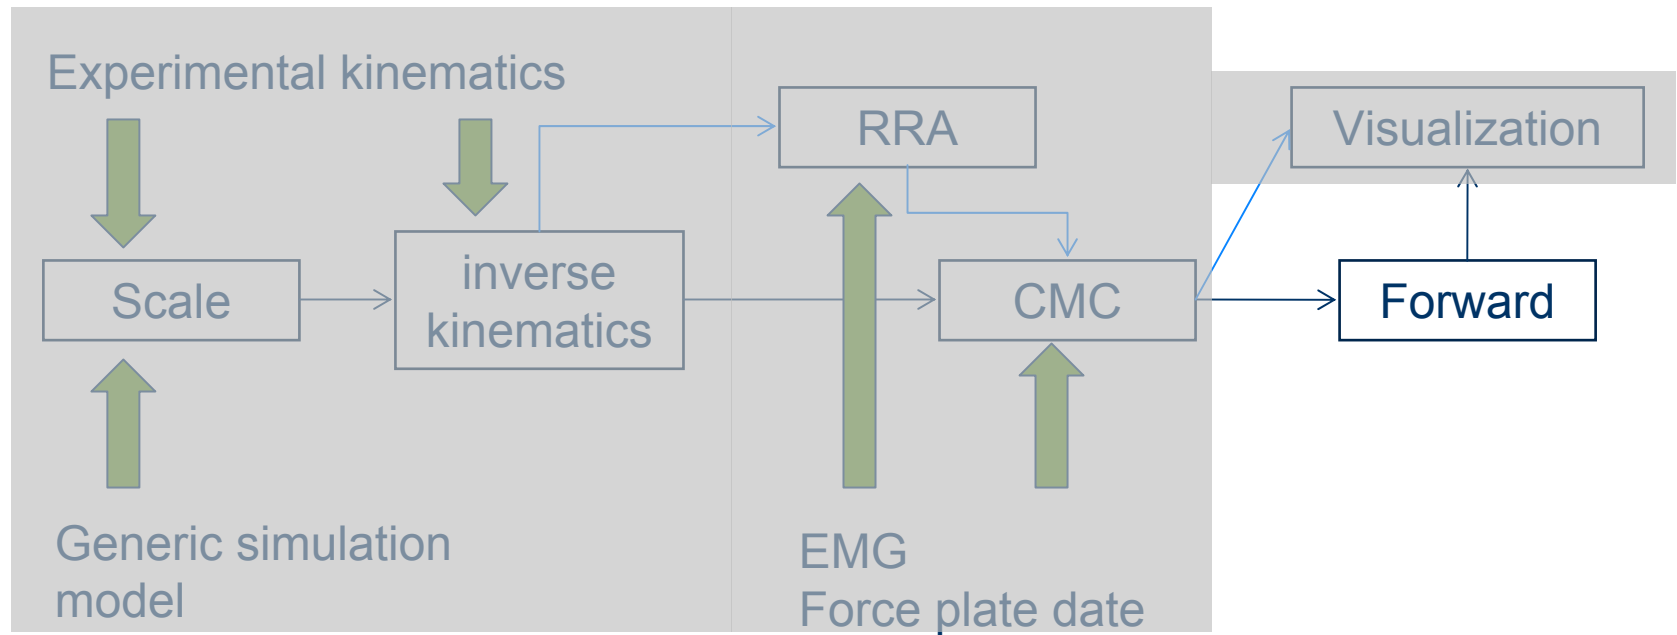 Experimental kinematics
RRA
Visualization
Scale
inverse
kinematics
CMC
Forward
Generic simulation
model
EMG
Force plate date